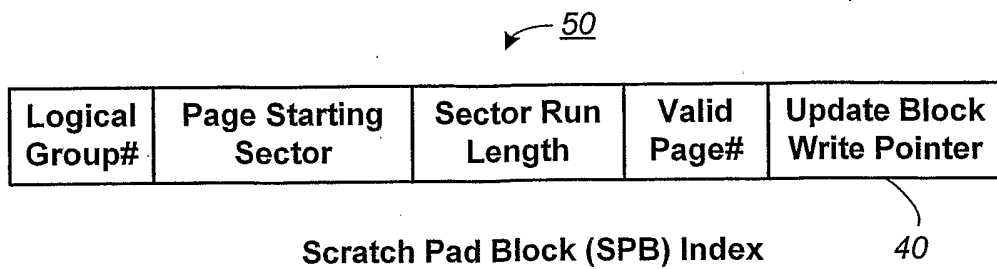 50
Logical Page Starting Sector Run Valid Update Block
Group# Sector Length Page# Write Pointer
Scratch Pad Block (SPB) Index 40